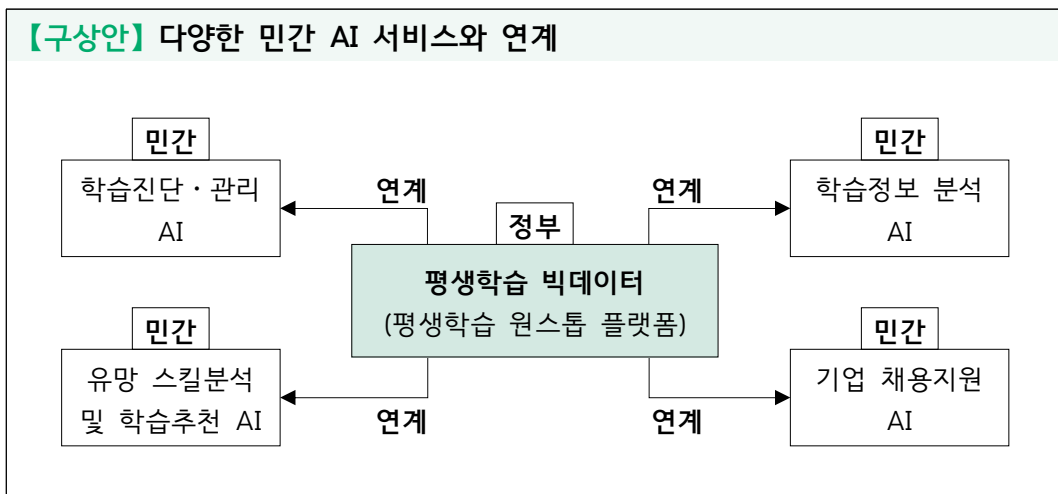 【구상안】 다양한 민간 AI 서비스와 연계
민간
학습진단・관리
AI
연계
정부
연계
민간
학습정보 분석
AI
평생학습 빅데이터
(평생학습 원스톱 플랫폼)
민간
유망 스킬분석
및 학습추천 AI
연계
연계
민간
기업 채용지원
AI